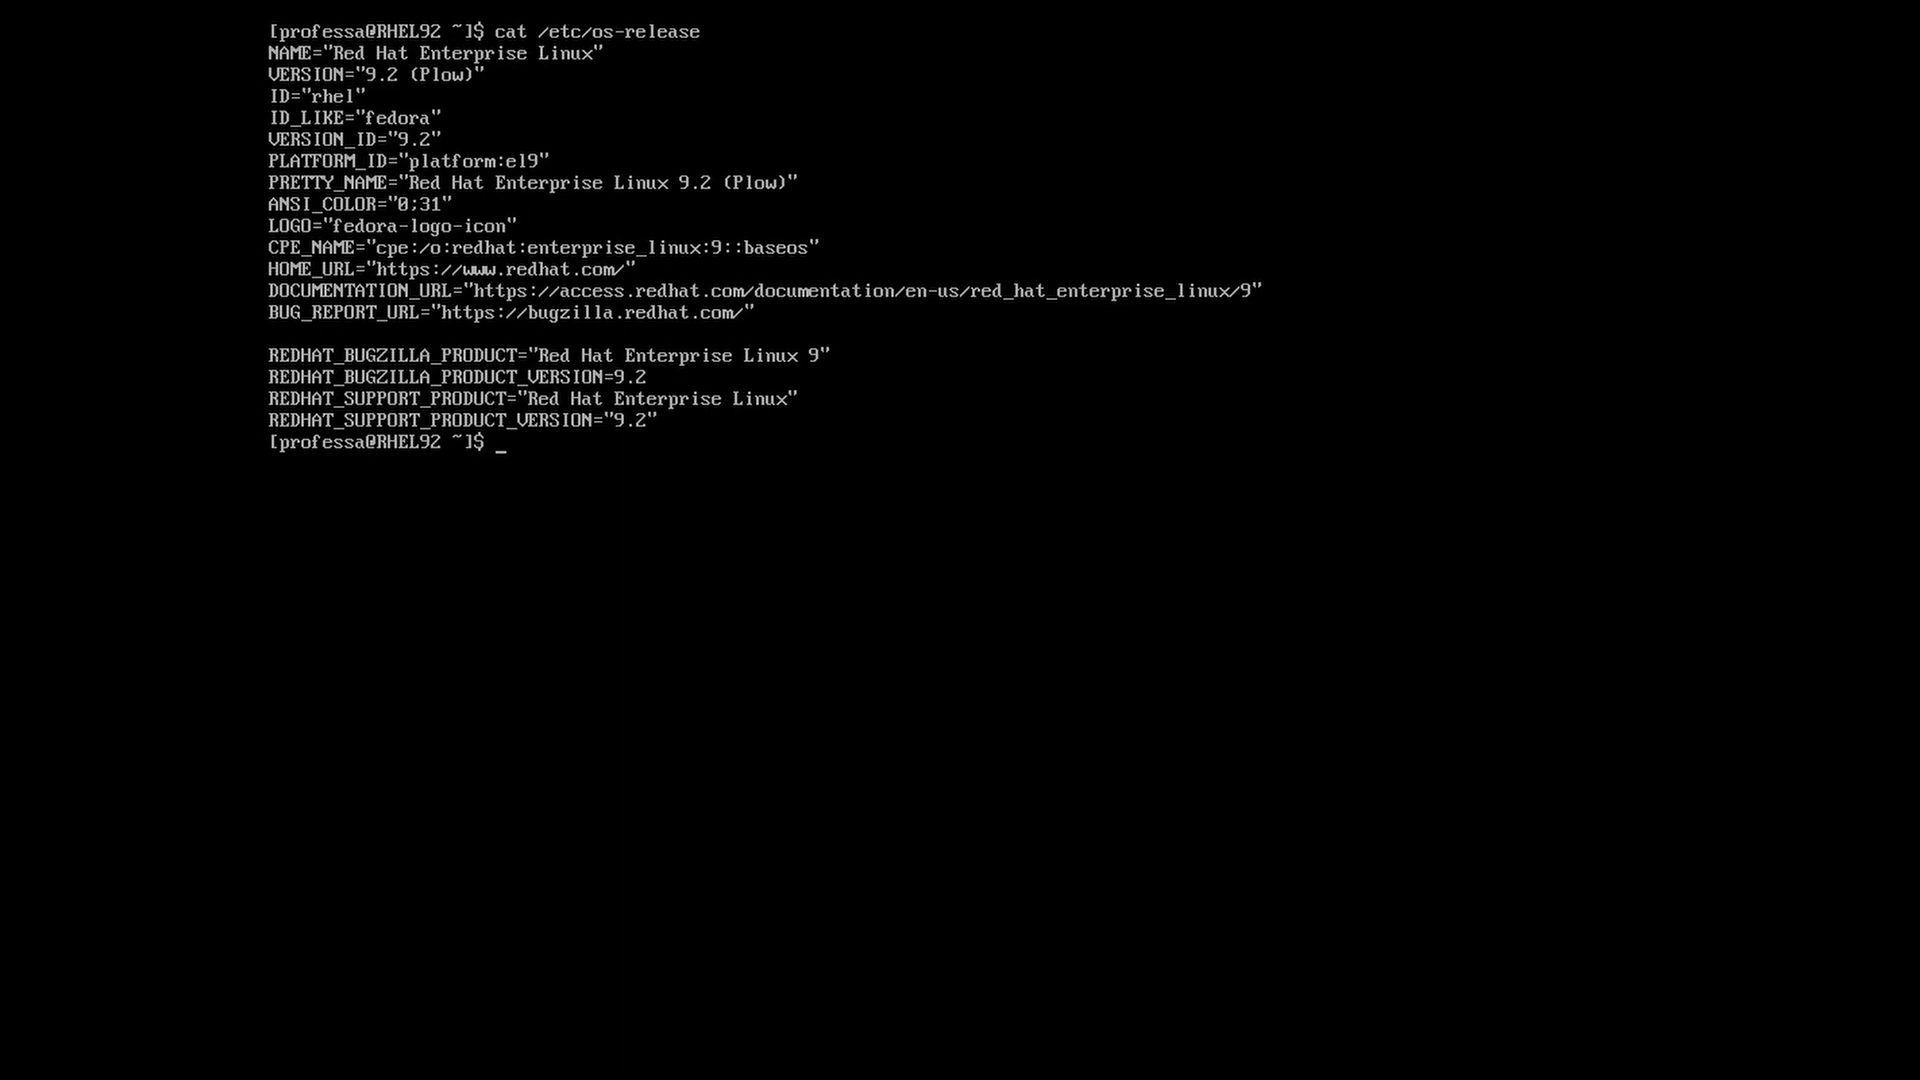 [professa@RHEL92 ~]$ cat /etc/os-release
NAME="Red Hat Enterprise Linux"
VERSION="9.2 (Plow)"
ID="rhel"
ID_LIKE="fedora"
VERSION_ID="9.2"
PLATFORM_ID="platform:el9"
PRETTY_NAME="Red Hat Enterprise Linux 9.2 (Plow)"
ANSI_COLOR="0;31"
LOGO="fedora-logo-icon"
CPE_NAME="cpe:/o:redhat:enterprise_linux:9::baseos"
HOME_URL="https://www.redhat.com/"
DOCUMENTATION_URL="https://access.redhat.com/documentation/en-us/red_hat_enterprise_linux/9"
BUG_REPORT_URL="https://bugzilla.redhat.com/"

REDHAT_BUGZILLA_PRODUCT="Red Hat Enterprise Linux 9"
REDHAT_BUGZILLA_PRODUCT_VERSION=9.2
REDHAT_SUPPORT_PRODUCT="Red Hat Enterprise Linux"
REDHAT_SUPPORT_PRODUCT_VERSION="9.2"
[professa@RHEL92 ~]$ _